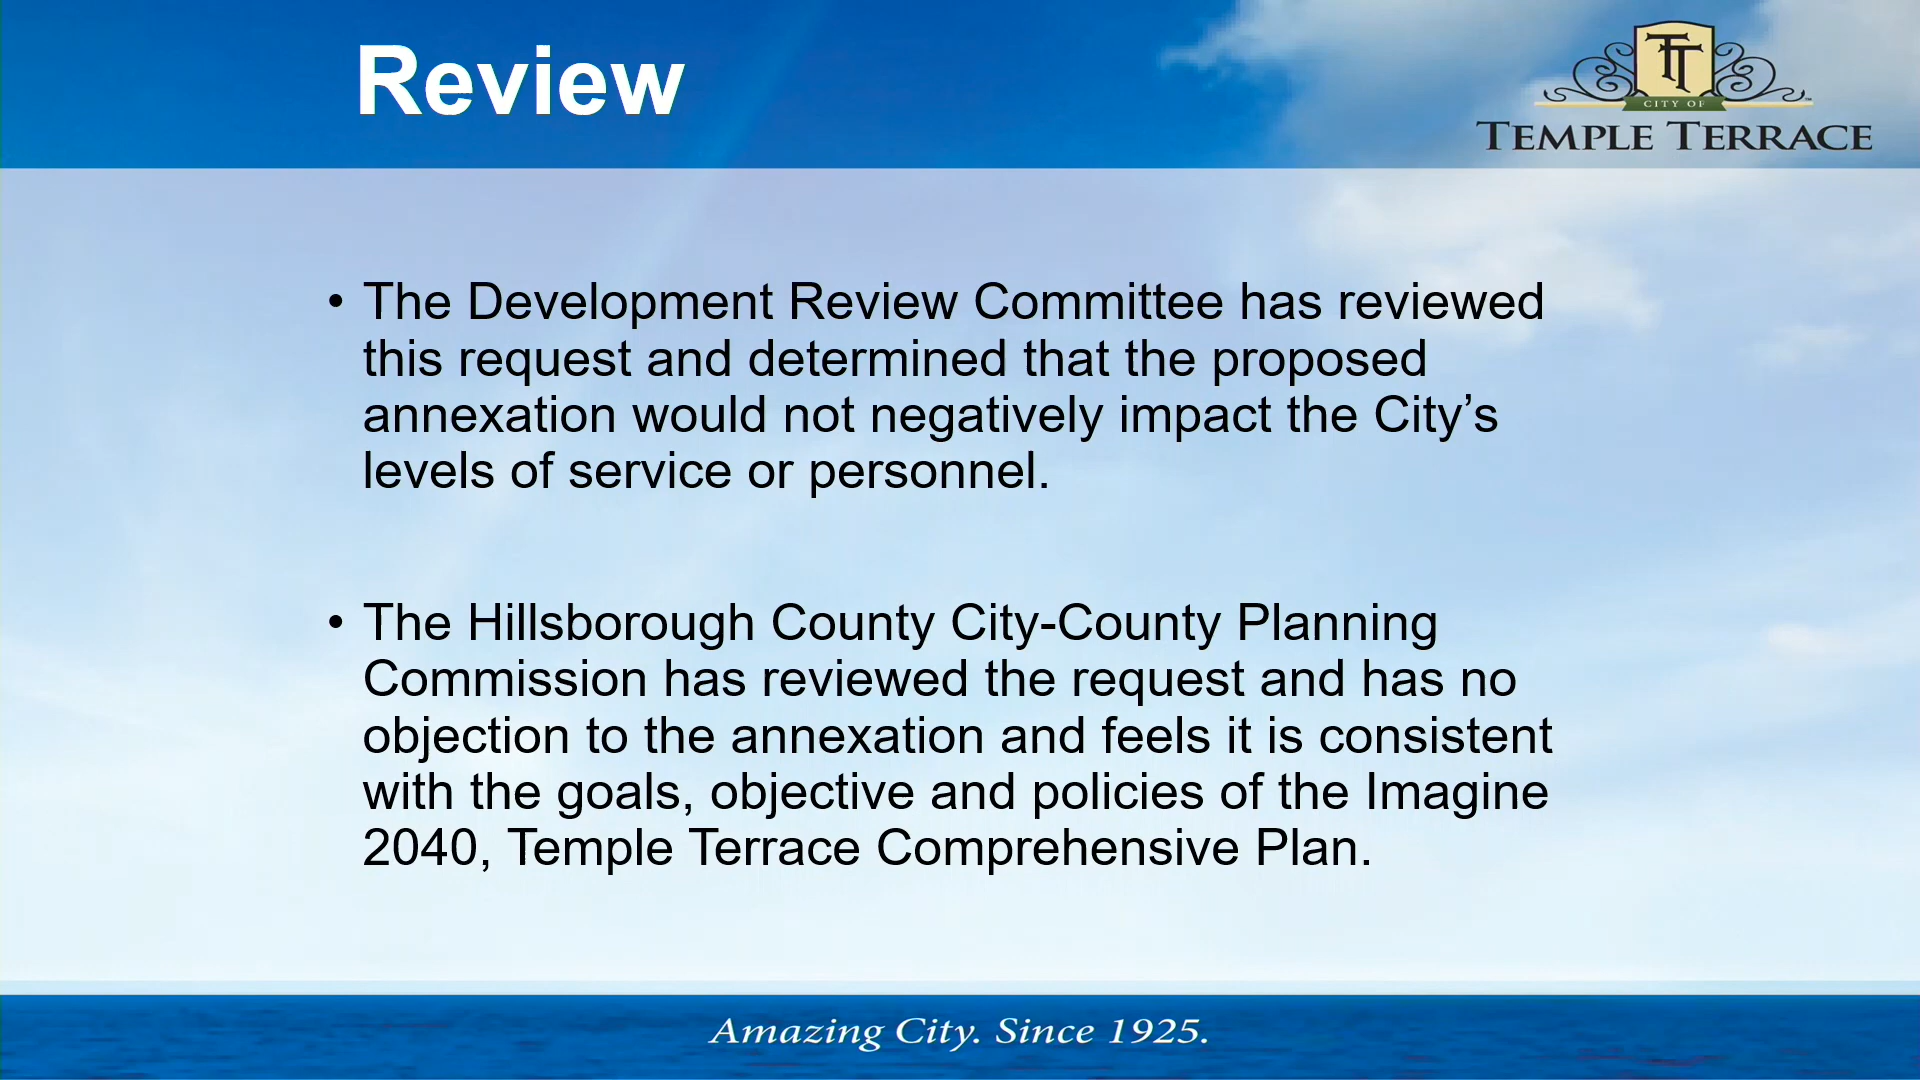 Review
TT
CITY OF
TEMPLE TERRACE
• The Development Review Committee has reviewed
this request and determined that the proposed
annexation would not negatively impact the City’s
levels of service or personnel.
• The Hillsborough County City-County Planning
Commission has reviewed the request and has no
objection to the annexation and feels it is consistent
with the goals, objective and policies of the Imagine
2040, Temple Terrace Comprehensive Plan.
Amazing City. Since 1925.